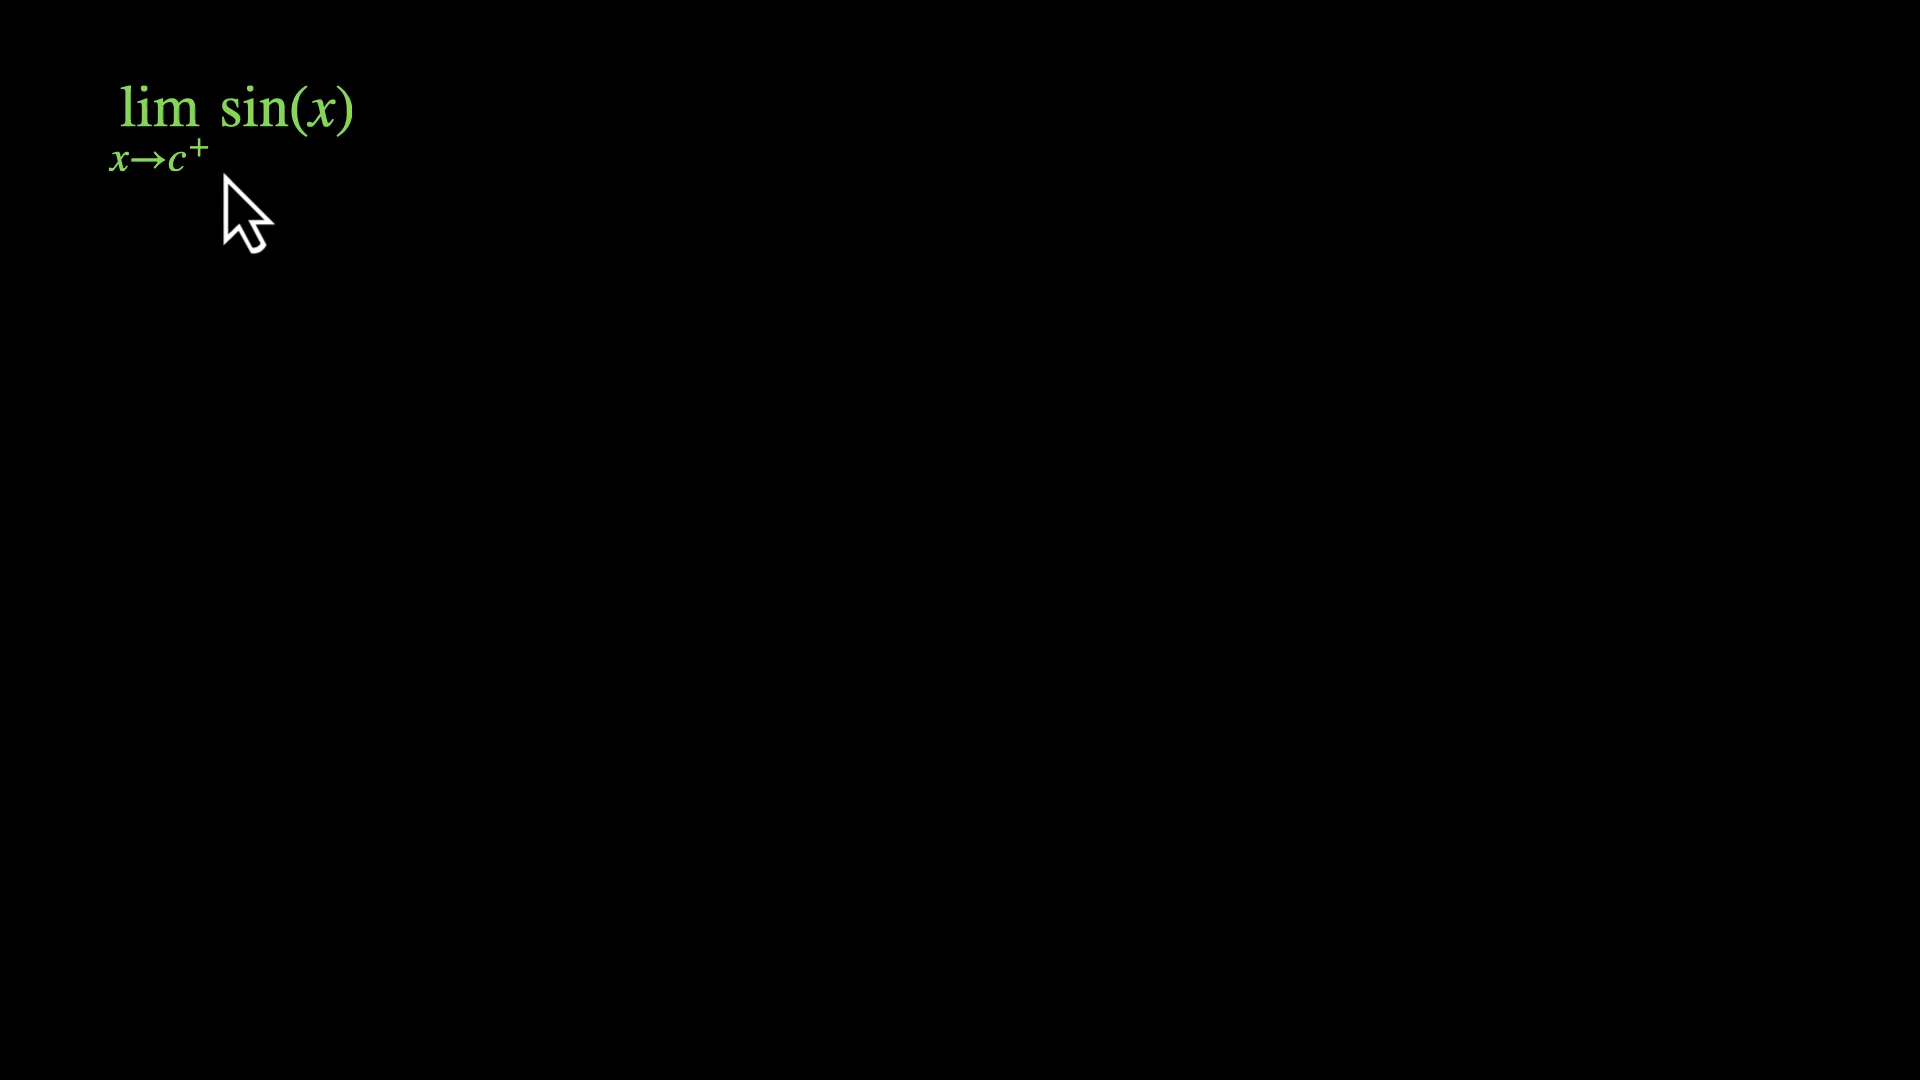 lim sin(x)
x→c⁺